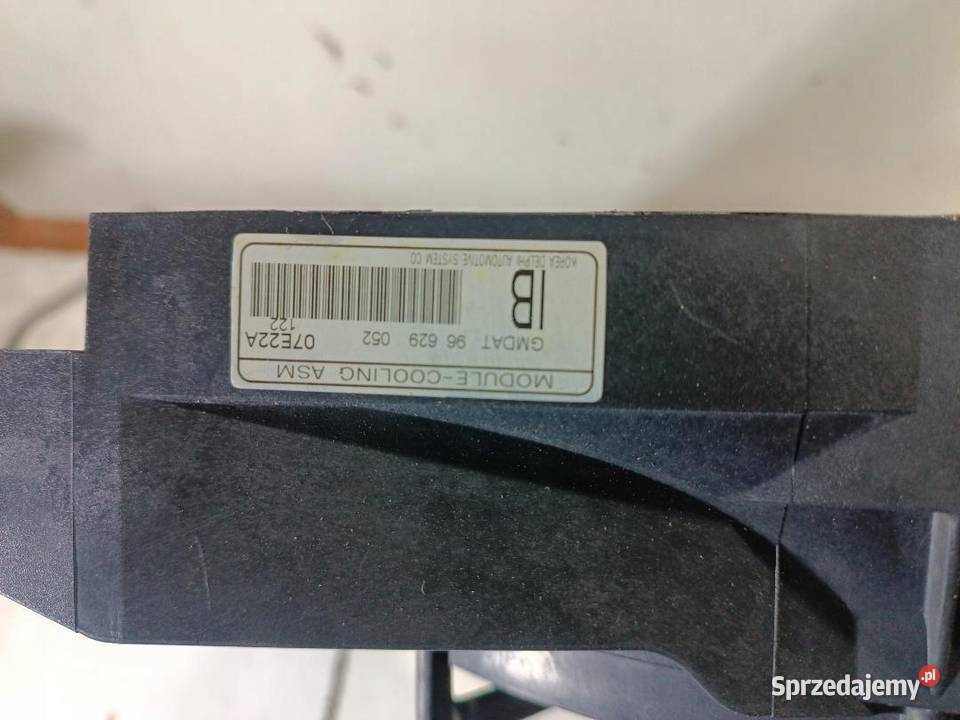 MODULE-COOLING ASM
GMDAT 96 629 052
07E22A
122
IB
KOREA DELPHI AUTOMOTIVE SYSTEM CO.
Sprzedajemy.pl